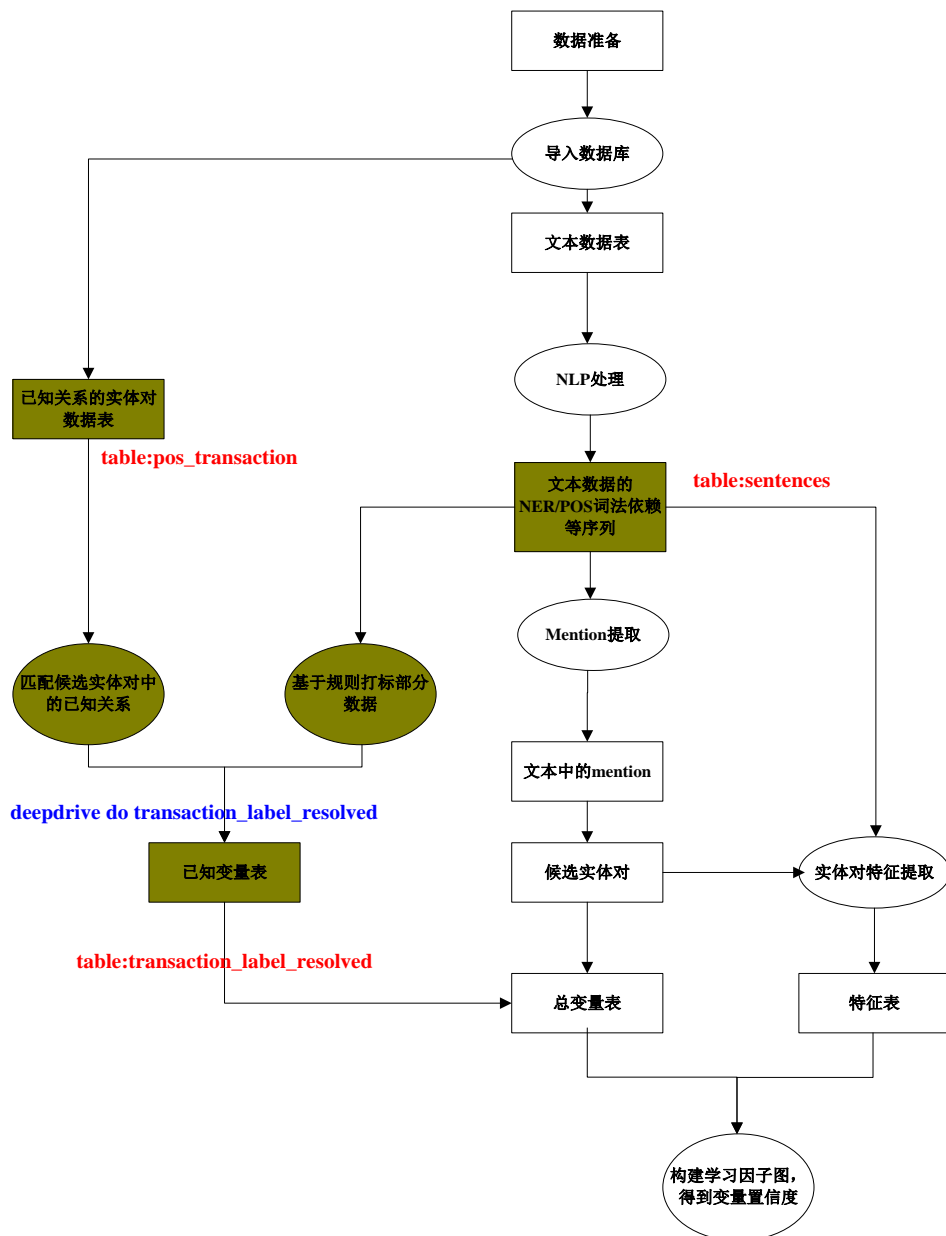 数据准备
导入数据库
文本数据表
NLP处理
已知关系的实体对
数据表
table:pos_transaction
文本数据的
NER/POS词法依赖
等序列
table:sentences
Mention提取
匹配候选实体对中
的已知关系
基于规则打标部分
数据
文本中的mention
deepdrive do transaction_label_resolved
已知变量表
候选实体对
实体对特征提取
table:transaction_label_resolved
总变量表
特征表
构建学习因子图,
得到变量置信度